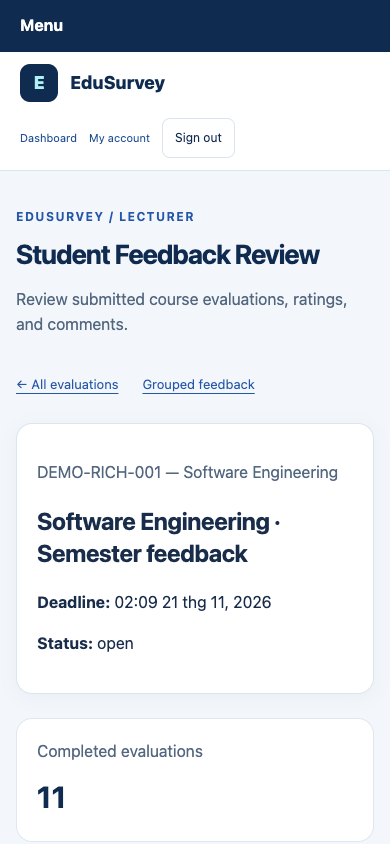 Menu
E EduSurvey
Dashboard My account Sign out
EDUSURVEY / LECTURER
Student Feedback Review
Review submitted course evaluations, ratings,
and comments.
← All evaluations Grouped feedback
DEMO-RICH-001 — Software Engineering
Software Engineering ·
Semester feedback
Deadline: 02:09 21 thg 11, 2026
Status: open
Completed evaluations
11